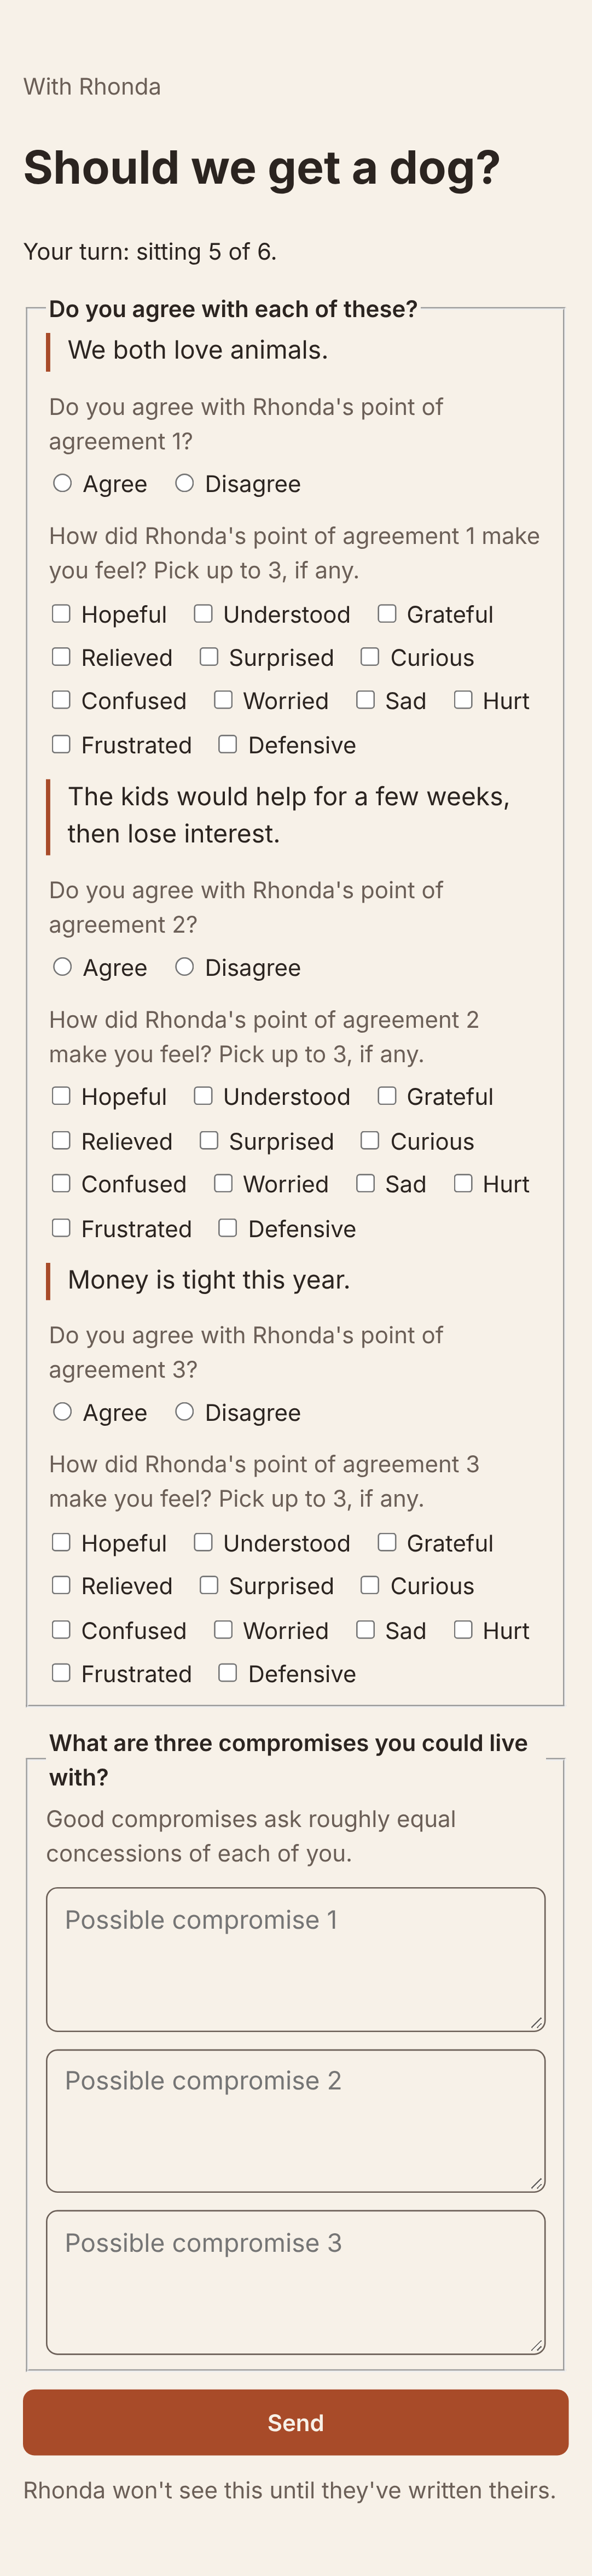 With Rhonda
Should we get a dog?
Your turn: sitting 5 of 6.
Do you agree with each of these?
We both love animals.
Do you agree with Rhonda's point of
agreement 1?
Agree Disagree
How did Rhonda's point of agreement 1 make
you feel? Pick up to 3, if any.
Hopeful Understood Grateful
Relieved Surprised Curious
Confused Worried Sad Hurt
Frustrated Defensive
The kids would help for a few weeks,
then lose interest.
Do you agree with Rhonda's point of
agreement 2?
Agree Disagree
How did Rhonda's point of agreement 2
make you feel? Pick up to 3, if any.
Hopeful Understood Grateful
Relieved Surprised Curious
Confused Worried Sad Hurt
Frustrated Defensive
Money is tight this year.
Do you agree with Rhonda's point of
agreement 3?
Agree Disagree
How did Rhonda's point of agreement 3
make you feel? Pick up to 3, if any.
Hopeful Understood Grateful
Relieved Surprised Curious
Confused Worried Sad Hurt
Frustrated Defensive
What are three compromises you could live
with?
Good compromises ask roughly equal
concessions of each of you.
Possible compromise 1
Possible compromise 2
Possible compromise 3
Send
Rhonda won't see this until they've written theirs.